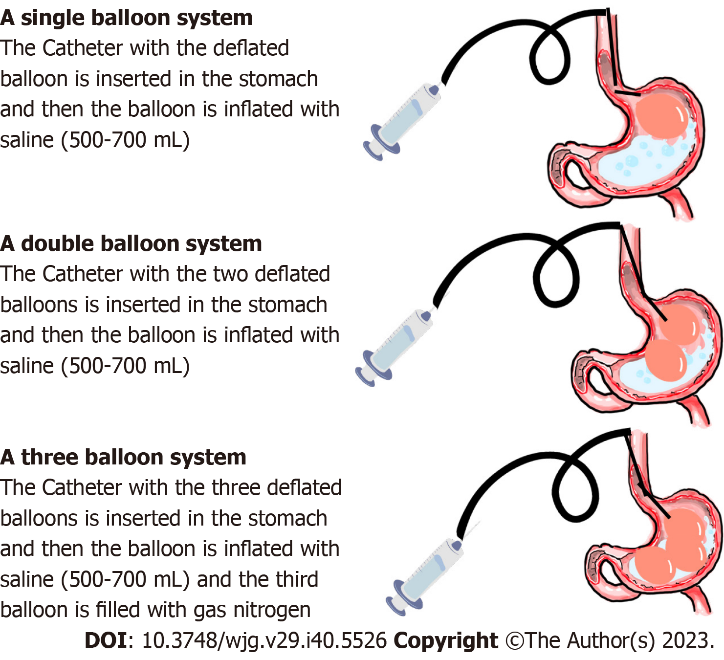 A single balloon system
The Catheter with the deflated
balloon is inserted in the stomach
and then the balloon is inflated with
saline (500-700 mL)
A double balloon system
The Catheter with the two deflated
balloons is inserted in the stomach
and then the balloon is inflated with
saline (500-700 mL)
A three balloon system
The Catheter with the three deflated
balloons is inserted in the stomach
and then the balloon is inflated with
saline (500-700 mL) and the third
balloon is filled with gas nitrogen
DOI: 10.3748/wjg.v29.i40.5526 Copyright ©The Author(s) 2023.